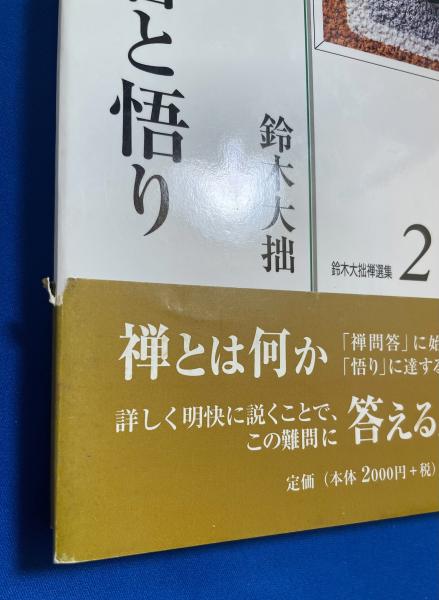 と悟り
鈴木大拙
鈴木大拙禅選集 2
禅とは何か
「禅問答」に始
「悟り」に達する
詳しく明快に説くことで、
この難問に 答える
定価（本体 2000円+税）